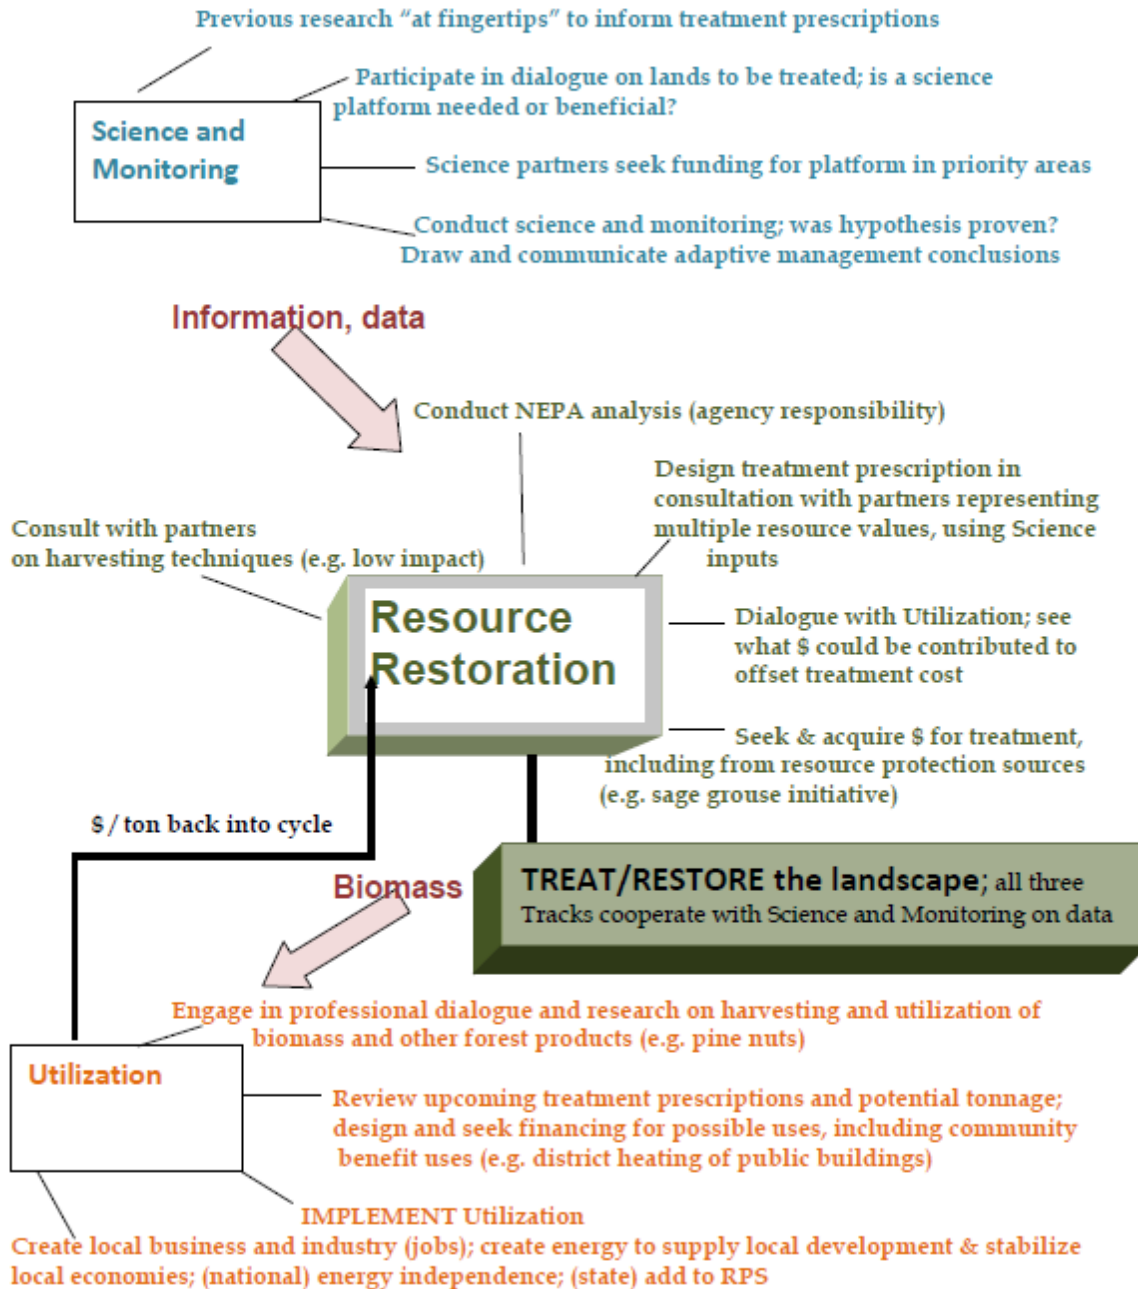 Previous research “at fingertips” to inform treatment prescriptions
Participate in dialogue on lands to be treated; is a science
platform needed or beneficial?
Science and
Monitoring
Science partners seek funding for platform in priority areas
Conduct science and monitoring; was hypothesis proven?
Draw and communicate adaptive management conclusions
Information, data
Conduct NEPA analysis (agency responsibility)
Design treatment prescription in
consultation with partners representing
multiple resource values, using Science
inputs
Consult with partners
on harvesting techniques (e.g. low impact)
Resource
Restoration
Dialogue with Utilization; see
what $ could be contributed to
offset treatment cost
Seek & acquire $ for treatment,
including from resource protection sources
(e.g. sage grouse initiative)
$ / ton back into cycle
Biomass
TREAT/RESTORE the landscape; all three
Tracks cooperate with Science and Monitoring on data
Engage in professional dialogue and research on harvesting and utilization of
biomass and other forest products (e.g. pine nuts)
Utilization
Review upcoming treatment prescriptions and potential tonnage;
design and seek financing for possible uses, including community
benefit uses (e.g. district heating of public buildings)
IMPLEMENT Utilization
Create local business and industry (jobs); create energy to supply local development & stabilize
local economies; (national) energy independence; (state) add to RPS